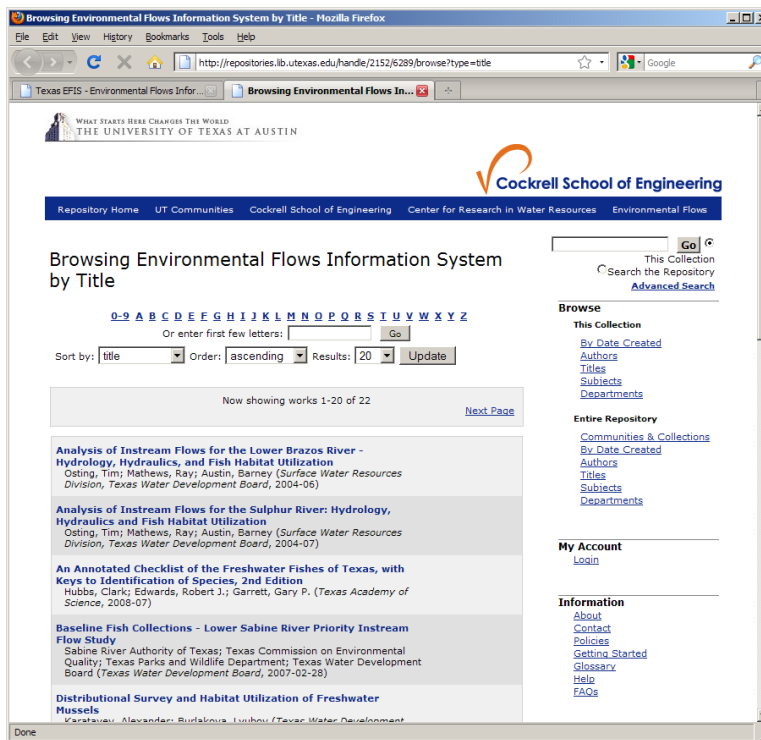 Browsing Environmental Flows Information System by Title - Mozilla Firefox
File Edit View History Bookmarks Tools Help
http://repositories.lib.utexas.edu/handle/2152/6289/browse?type=title
Google
Texas EFIS - Environmental Flows Infor...
Browsing Environmental Flows In...
WHAT STARTS HERE CHANGES THE WORLD
THE UNIVERSITY OF TEXAS AT AUSTIN
Cockrell School of Engineering
Repository Home UT Communities Cockrell School of Engineering Center for Research in Water Resources Environmental Flows
Browsing Environmental Flows Information System
by Title
0-9 A B C D E F G H I J K L M N O P Q R S T U V W X Y Z
Or enter first few letters: Go
Sort by: title Order: ascending Results: 20 Update
Now showing works 1-20 of 22
Next Page
Analysis of Instream Flows for the Lower Brazos River -
Hydrology, Hydraulics, and Fish Habitat Utilization
Osting, Tim; Mathews, Ray; Austin, Barney (Surface Water Resources
Division, Texas Water Development Board, 2004-06)
Analysis of Instream Flows for the Sulphur River: Hydrology,
Hydraulics and Fish Habitat Utilization
Osting, Tim; Mathews, Ray; Austin, Barney (Surface Water Resources
Division, Texas Water Development Board, 2004-07)
An Annotated Checklist of the Freshwater Fishes of Texas, with
Keys to Identification of Species, 2nd Edition
Hubbs, Clark; Edwards, Robert J.; Garrett, Gary P. (Texas Academy of
Science, 2008-07)
Baseline Fish Collections - Lower Sabine River Priority Instream
Flow Study
Sabine River Authority of Texas; Texas Commission on Environmental
Quality; Texas Parks and Wildlife Department; Texas Water Development
Board (Texas Water Development Board, 2007-02-28)
Distributional Survey and Habitat Utilization of Freshwater
Mussels
Karatayev, Alexander; Burlakova, Lyubov (Texas Water Development
Go
This Collection
Search the Repository
Advanced Search
Browse
This Collection
By Date Created
Authors
Titles
Subjects
Departments
Entire Repository
Communities & Collections
By Date Created
Authors
Titles
Subjects
Departments
My Account
Login
Information
About
Contact
Policies
Getting Started
Glossary
Help
FAQs
Done